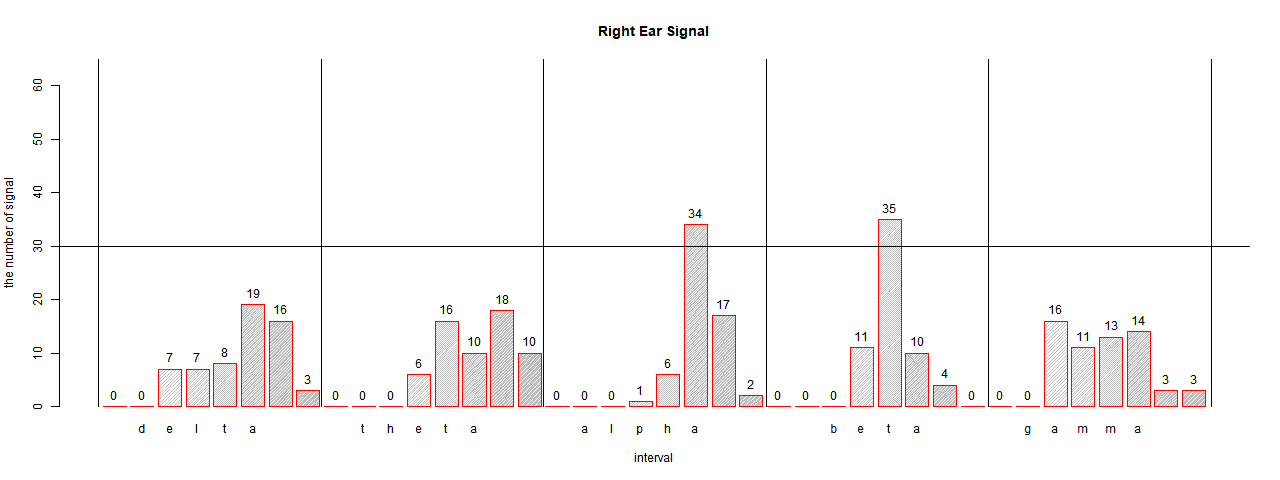 Right Ear Signal
the number of signal
60
50
40
30
20
10
0
0 0 7 7 8 19 16 3
0 0 0 6 16 10 18 10
0 0 0 1 6 34 17 2
0 0 0 11 35 10 4 0
0 0 16 11 13 14 3 3
d e l t a t h e t a a l p h a b e t a g a m m a
interval